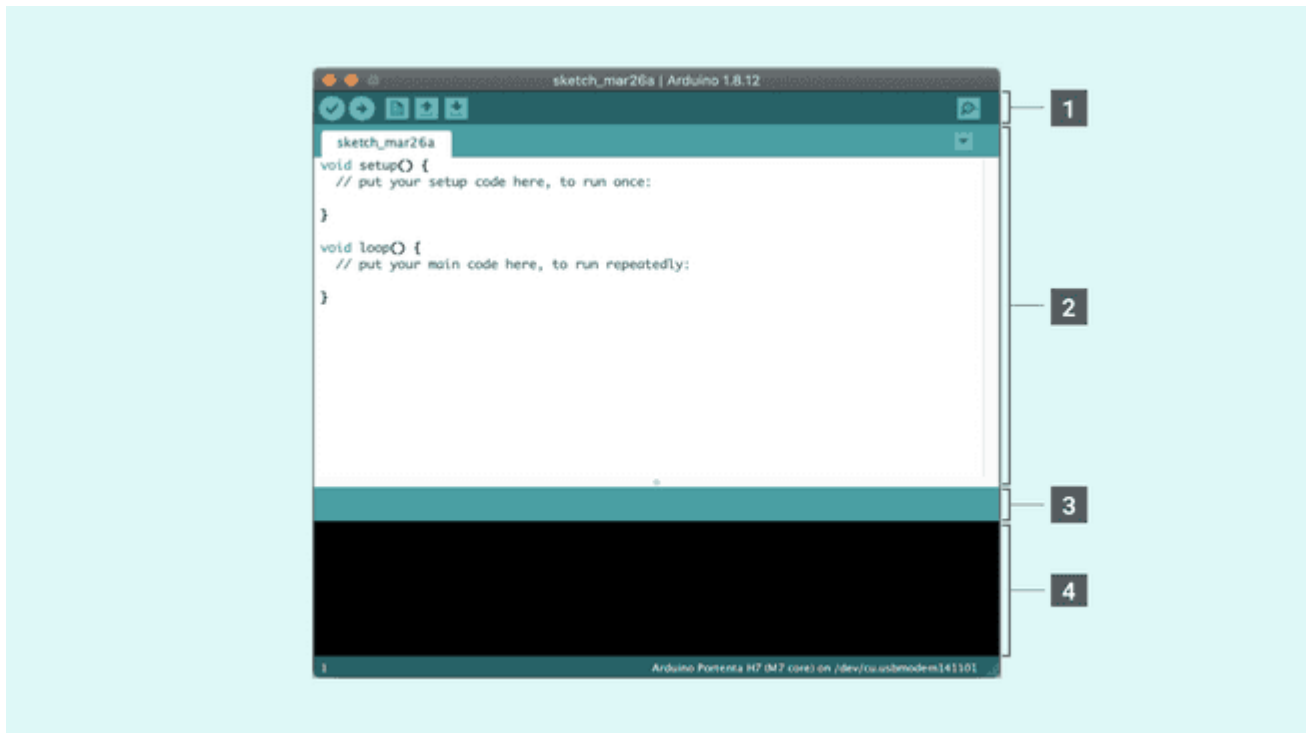 sketch_mar26a | Arduino 1.8.12
1
sketch_mar26a
void setup() {
// put your setup code here, to run once:
}
void loop() {
// put your main code here, to run repeatedly:
}
2
3
4
1
Arduino Portenta H7 (M7 core) on /dev/cu.usbmodem141101